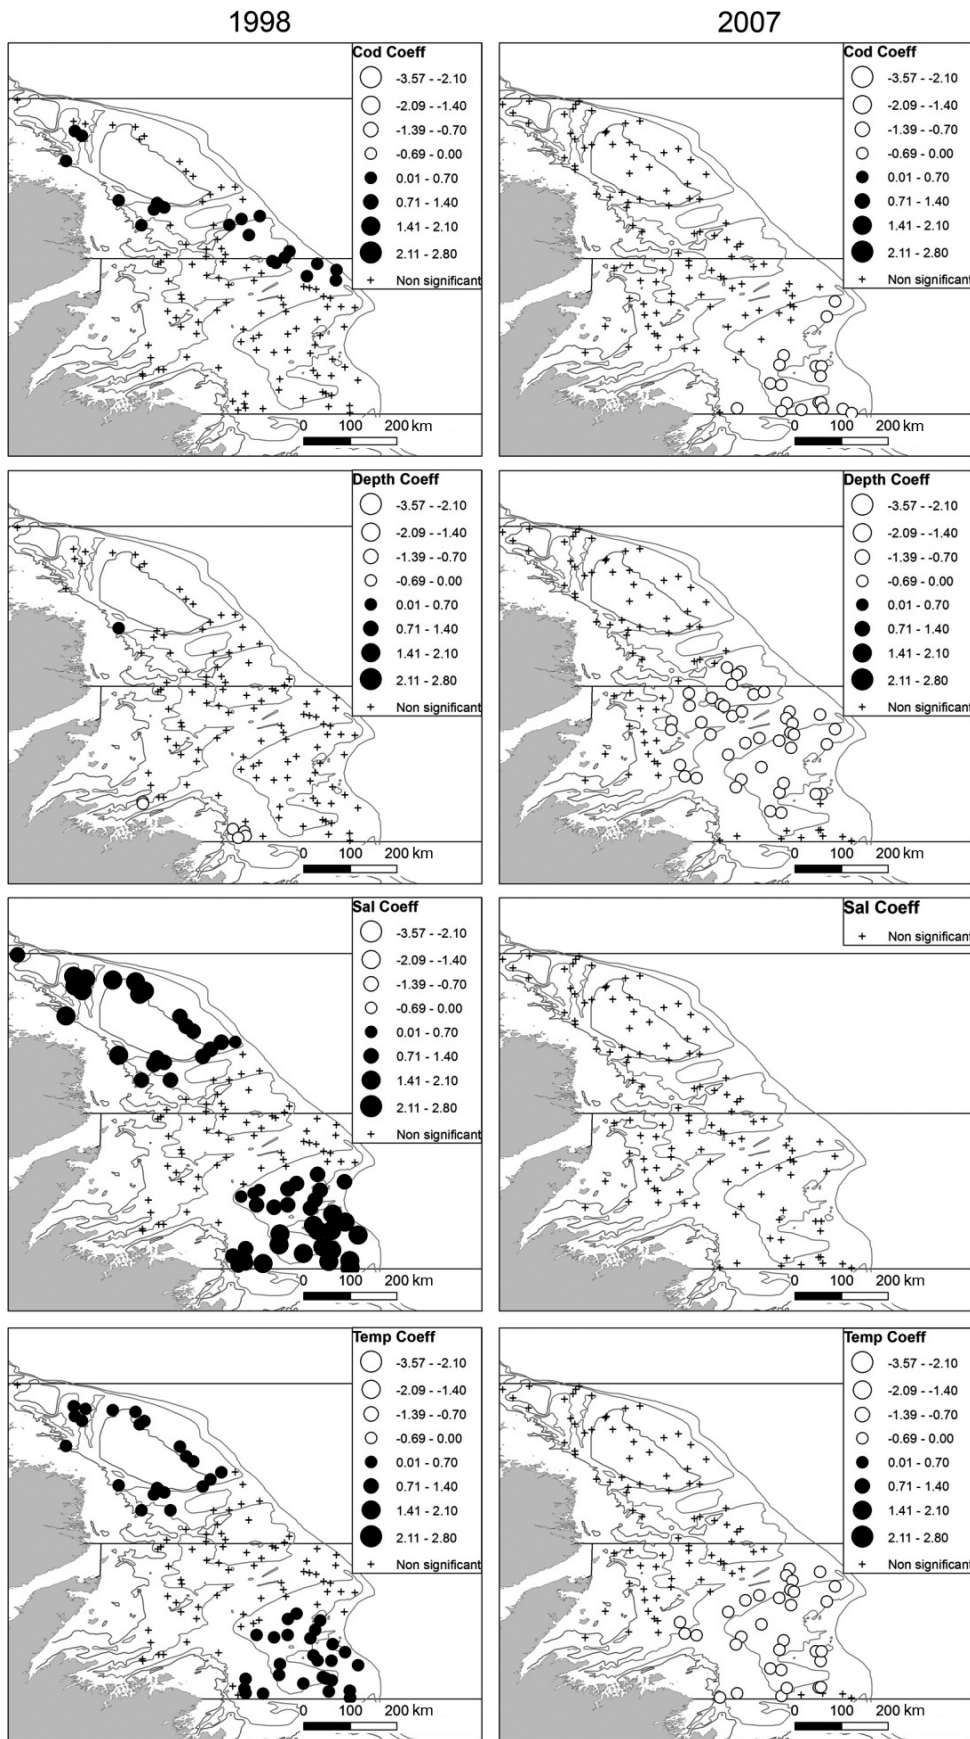 1998
2007
Cod Coeff
-3.57 - -2.10
-2.09 - -1.40
-1.39 - -0.70
-0.69 - 0.00
0.01 - 0.70
0.71 - 1.40
1.41 - 2.10
2.11 - 2.80
Non significant
0 100 200 km
Cod Coeff
-3.57 - -2.10
-2.09 - -1.40
-1.39 - -0.70
-0.69 - 0.00
0.01 - 0.70
0.71 - 1.40
1.41 - 2.10
2.11 - 2.80
Non significant
0 100 200 km
Depth Coeff
-3.57 - -2.10
-2.09 - -1.40
-1.39 - -0.70
-0.69 - 0.00
0.01 - 0.70
0.71 - 1.40
1.41 - 2.10
2.11 - 2.80
Non significant
0 100 200 km
Depth Coeff
-3.57 - -2.10
-2.09 - -1.40
-1.39 - -0.70
-0.69 - 0.00
0.01 - 0.70
0.71 - 1.40
1.41 - 2.10
2.11 - 2.80
Non significant
0 100 200 km
Sal Coeff
-3.57 - -2.10
-2.09 - -1.40
-1.39 - -0.70
-0.69 - 0.00
0.01 - 0.70
0.71 - 1.40
1.41 - 2.10
2.11 - 2.80
Non significant
0 100 200 km
Sal Coeff
Non significant
0 100 200 km
Temp Coeff
-3.57 - -2.10
-2.09 - -1.40
-1.39 - -0.70
-0.69 - 0.00
0.01 - 0.70
0.71 - 1.40
1.41 - 2.10
2.11 - 2.80
Non significant
0 100 200 km
Temp Coeff
-3.57 - -2.10
-2.09 - -1.40
-1.39 - -0.70
-0.69 - 0.00
0.01 - 0.70
0.71 - 1.40
1.41 - 2.10
2.11 - 2.80
Non significant
0 100 200 km